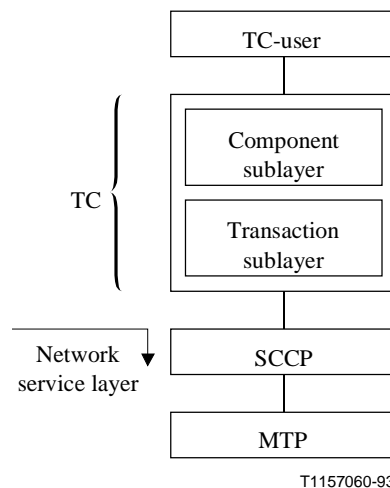 TC-user
Component
sublayer
TC
Transaction
sublayer
Network
service layer
SCCP
MTP
T1157060-93